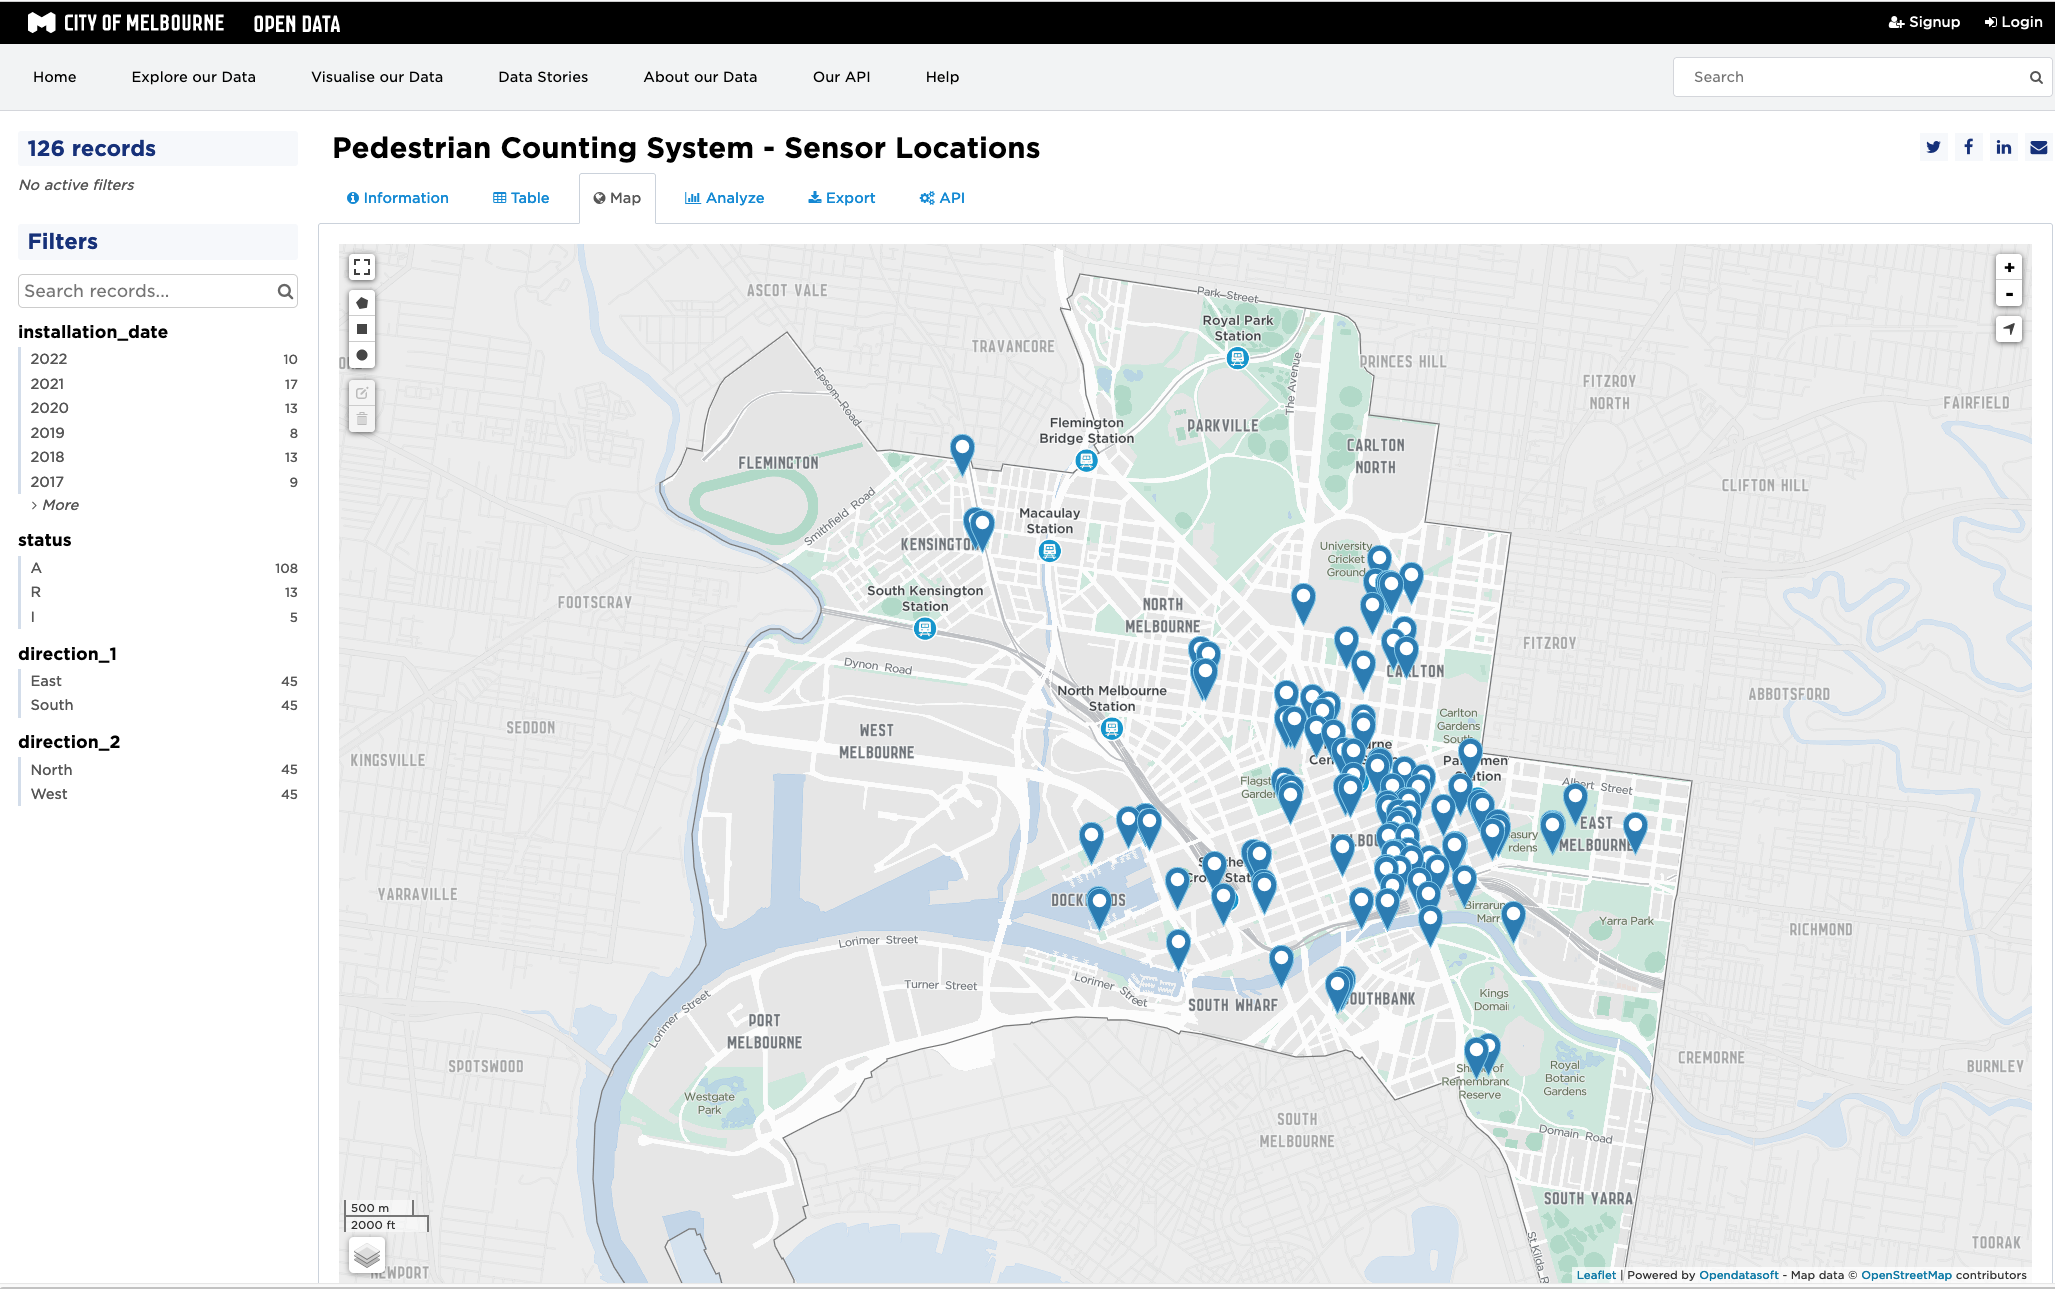 CITY OF MELBOURNE OPEN DATA
Signup Login
Home Explore our Data Visualise our Data Data Stories About our Data Our API Help
Search
126 records
No active filters
Filters
Search records...
installation_date
2022 10
2021 17
2020 13
2019 8
2018 13
2017 9
› More
status
A 108
R 13
I 5
direction_1
East 45
South 45
direction_2
North 45
West 45
Pedestrian Counting System - Sensor Locations
Information Table Map Analyze Export API
+
-
ASCOT VALE
Park Street
Royal Park
Station
TRAVANCORE
PRINCES HILL
FITZROY
NORTH
FAIRFIELD
Epsom Road
The Avenue
Flemington
Bridge Station
PARKVILLE
CARLTON
NORTH
FLEMINGTON
CLIFTON HILL
Smithfield Road
Macaulay
Station
KENSINGTON
University
Cricket
Ground
South Kensington
Station
FOOTSCRAY
NORTH
MELBOURNE
FITZROY
Dynon Road
CARLTON
North Melbourne
Station
ABBOTSFORD
SEDDON
WEST
MELBOURNE
Carlton
Gardens
South
KINGSVILLE
Station
Albert Street
EAST
MELBOURNE
YARRAVILLE
Birrarung
Marr
Yarra Park
RICHMOND
Lorimer Street
Turner Street
Lorimer Street
SOUTH WHARF
SOUTHBANK
Kings
Domain
Lorimer Street
PORT
MELBOURNE
SPOTSWOOD
CREMORNE
BURNLEY
Remembrance
Reserve
Royal
Botanic
Gardens
Westgate
Park
SOUTH
MELBOURNE
Domain Road
SOUTH YARRA
500 m
2000 ft
TOORAK
NEWPORT
Leaflet | Powered by Opendatasoft - Map data © OpenStreetMap contributors